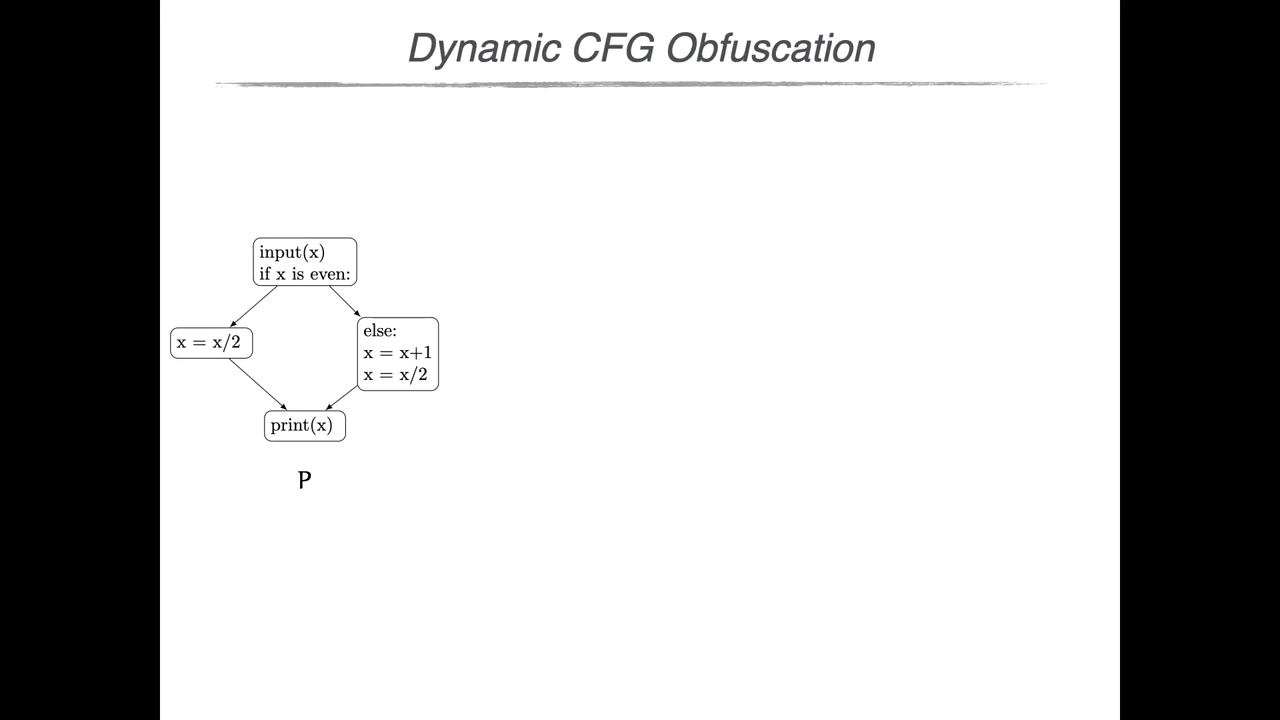 Dynamic CFG Obfuscation
input(x)
if x is even:
x = x/2
else:
x = x+1
x = x/2
print(x)
P